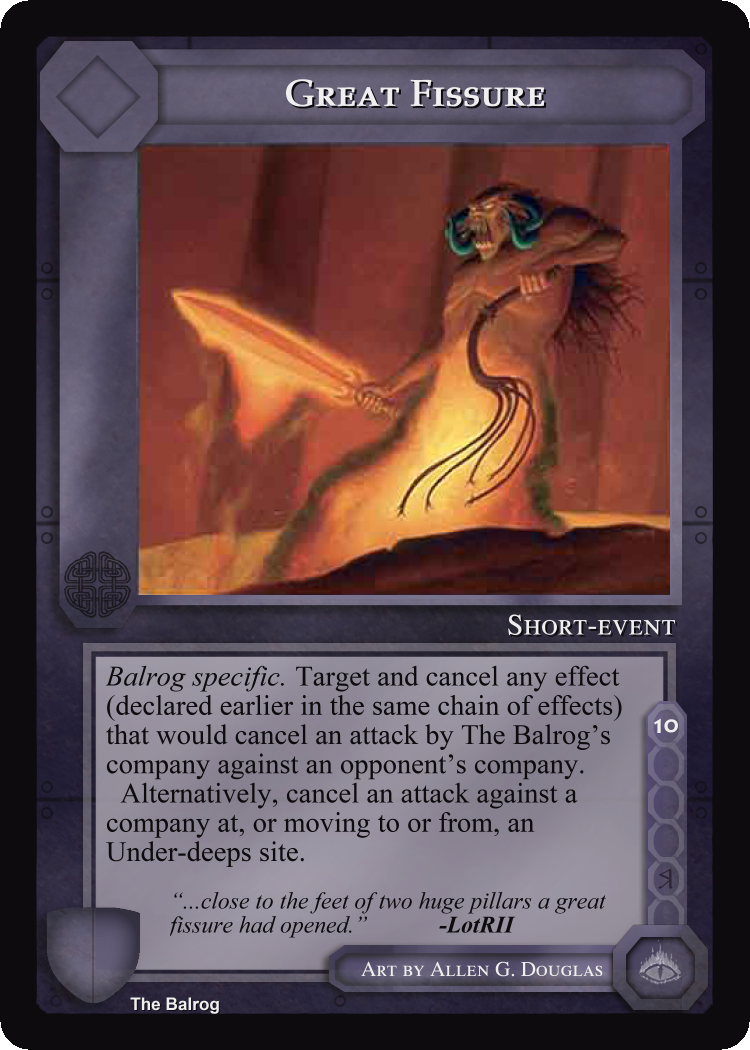 Great Fissure
Short-event
Balrog specific. Target and cancel any effect
(declared earlier in the same chain of effects)
that would cancel an attack by The Balrog's
company against an opponent's company.
Alternatively, cancel an attack against a
company at, or moving to or from, an
Under-deeps site.
10
"...close to the feet of two huge pillars a great
fissure had opened." -LotRII
Art by Allen G. Douglas
The Balrog